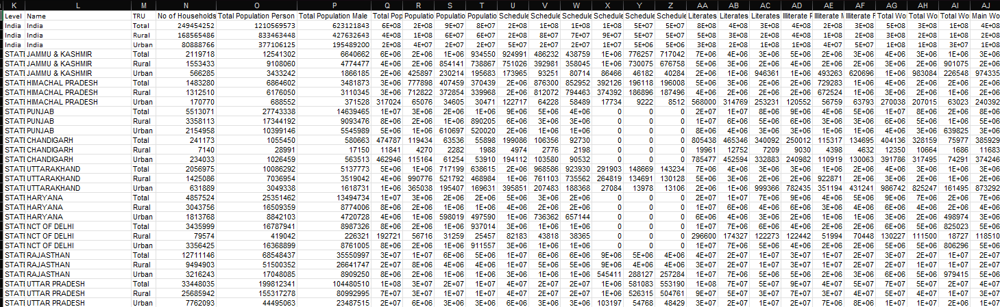 K L M N O P Q R S T U V W X Y Z AA AB AC AD AE AF AG AH AI AJ
Level Name TRU No of Households Total Population Person Total Population Male Total Pop Populatio Populatio Populatio Schedule Schedule Schedule Schedule Schedule Schedule Literates Literates Literates Illiterate F Illiterate M Illiterate F Total Wo Total Wo Total Wo Main Wo
India India Total 249454252 1210569573 623121843 6E+08 2E+08 9E+07 8E+07 2E+08 1E+08 1E+08 1E+08 5E+07 5E+07 8E+08 4E+08 3E+08 4E+08 2E+08 3E+08 5E+08 3E+08 1E+08 4E+08
India India Rural 168565486 833463448 427632643 4E+08 1E+08 6E+07 6E+07 2E+08 8E+07 7E+07 9E+07 5E+07 5E+07 5E+08 3E+08 2E+08 4E+08 2E+08 2E+08 3E+08 2E+08 1E+08 2E+08
India India Urban 80888766 377106125 195489200 2E+08 4E+07 2E+07 2E+07 5E+07 2E+07 2E+07 1E+07 5E+06 5E+06 3E+08 2E+08 1E+08 1E+08 4E+07 5E+07 1E+08 1E+08 3E+07 1E+08
STATI JAMMU & KASHMIR Total 2119718 12541302 6640662 6E+06 2E+06 1E+06 934550 924991 486232 438759 1E+06 776257 717042 7E+06 4E+06 3E+06 5E+06 2E+06 3E+06 4E+06 3E+06 1E+06 3E+06
STATI JAMMU & KASHMIR Rural 1553433 9108060 4774477 4E+06 2E+06 854141 738867 751026 392981 358045 1E+06 730075 676758 5E+06 3E+06 2E+06 4E+06 2E+06 2E+06 3E+06 2E+06 901075 2E+06
STATI JAMMU & KASHMIR Urban 566285 3433242 1866185 2E+06 425897 230214 195683 173965 93251 80714 86466 46182 40284 2E+06 1E+06 946361 1E+06 493263 620696 1E+06 983084 226548 974335
STATI HIMACHAL PRADESH Total 1483280 6864602 3481873 3E+06 777898 407459 370439 2E+06 876300 852952 392126 196118 196008 5E+06 3E+06 2E+06 2E+06 729283 1E+06 4E+06 2E+06 2E+06 2E+06
STATI HIMACHAL PRADESH Rural 1312510 6176050 3110345 3E+06 712822 372854 339968 2E+06 812072 794463 374392 186896 187496 4E+06 2E+06 2E+06 2E+06 672524 1E+06 3E+06 2E+06 2E+06 2E+06
STATI HIMACHAL PRADESH Urban 170770 688552 371528 317024 65076 34605 30471 122717 64228 58489 17734 9222 8512 568000 314769 253231 120552 56759 63793 270038 207015 63023 240392
STATI PUNJAB Total 5513071 27743338 14639465 1E+07 3E+06 2E+06 1E+06 9E+06 5E+06 4E+06 0 0 0 2E+07 1E+07 8E+06 9E+06 4E+06 5E+06 1E+07 8E+06 2E+06 8E+06
STATI PUNJAB Rural 3358113 17344192 9093476 8E+06 2E+06 1E+06 890205 6E+06 3E+06 3E+06 0 0 0 1E+07 6E+06 5E+06 6E+06 3E+06 3E+06 6E+06 5E+06 1E+06 5E+06
STATI PUNJAB Urban 2154958 10399146 5545989 5E+06 1E+06 610697 520020 2E+06 1E+06 1E+06 0 0 0 8E+06 4E+06 3E+06 3E+06 1E+06 1E+06 4E+06 3E+06 639825 3E+06
STATI CHANDIGARH Total 241173 1055450 580663 474787 119434 63536 55898 199086 106356 92730 0 0 0 805438 465346 340092 250012 115317 134695 404136 328159 75977 385929
STATI CHANDIGARH Rural 7140 28991 17150 11841 4270 2282 1988 4974 2776 2198 0 0 0 19961 12752 7209 9030 4398 4632 12350 10664 1686 11683
STATI CHANDIGARH Urban 234033 1026459 563513 462946 115164 61254 53910 194112 103580 90532 0 0 0 785477 452594 332883 240982 110919 130063 391786 317495 74291 374246
STATI UTTARAKHAND Total 2056975 10086292 5137773 5E+06 1E+06 717199 638615 2E+06 968586 923930 291903 148669 143234 7E+06 4E+06 3E+06 3E+06 1E+06 2E+06 4E+06 3E+06 1E+06 3E+06
STATI UTTARAKHAND Rural 1425086 7036954 3519042 4E+06 990776 521792 468984 1E+06 761103 735562 264819 134691 130128 5E+06 3E+06 2E+06 2E+06 922871 2E+06 3E+06 2E+06 1E+06 2E+06
STATI UTTARAKHAND Urban 631889 3049338 1618731 1E+06 365038 195407 169631 395851 207483 188368 27084 13978 13106 2E+06 1E+06 999366 782435 351194 431241 986742 825247 161495 873292
STATI HARYANA Total 4857524 25351462 13494734 1E+07 3E+06 2E+06 2E+06 5E+06 3E+06 2E+06 0 0 0 2E+07 1E+07 7E+06 9E+06 4E+06 5E+06 9E+06 7E+06 2E+06 7E+06
STATI HARYANA Rural 3043756 16509359 8774006 8E+06 2E+06 1E+06 1E+06 4E+06 2E+06 2E+06 0 0 0 1E+07 6E+06 4E+06 6E+06 3E+06 4E+06 6E+06 4E+06 2E+06 4E+06
STATI HARYANA Urban 1813768 8842103 4720728 4E+06 1E+06 598019 497590 1E+06 736362 657144 0 0 0 6E+06 4E+06 3E+06 2E+06 1E+06 1E+06 3E+06 2E+06 498974 3E+06
STATI NCT OF DELHI Total 3435999 16787941 8987326 8E+06 2E+06 1E+06 937014 3E+06 1E+06 1E+06 0 0 0 1E+07 7E+06 6E+06 4E+06 2E+06 2E+06 6E+06 5E+06 825023 5E+06
STATI NCT OF DELHI Rural 79574 419042 226321 192721 56716 31259 25457 82183 43818 38365 0 0 0 296600 174327 122273 122442 51994 70448 130227 111500 18727 118510
STATI NCT OF DELHI Urban 3356425 16368899 8761005 8E+06 2E+06 1E+06 911557 3E+06 1E+06 1E+06 0 0 0 1E+07 7E+06 5E+06 4E+06 2E+06 2E+06 5E+06 5E+06 806296 5E+06
STATI RAJASTHAN Total 12711146 68548437 35550997 3E+07 1E+07 6E+06 5E+06 1E+07 6E+06 6E+06 9E+06 5E+06 4E+06 4E+07 2E+07 1E+07 3E+07 1E+07 2E+07 3E+07 2E+07 1E+07 2E+07
STATI RAJASTHAN Rural 9494903 51500352 26641747 2E+07 8E+06 4E+06 4E+06 1E+07 5E+06 5E+06 9E+06 4E+06 4E+06 3E+07 2E+07 1E+07 3E+07 1E+07 2E+07 2E+07 1E+07 1E+07 2E+07
STATI RAJASTHAN Urban 3216243 17048085 8909250 8E+06 2E+06 1E+06 1E+06 3E+06 1E+06 1E+06 545411 288127 257284 1E+07 7E+06 5E+06 5E+06 2E+06 3E+06 6E+06 5E+06 979415 5E+06
STATI UTTAR PRADESH Total 33448035 199812341 104480510 1E+08 3E+07 2E+07 1E+07 4E+07 2E+07 2E+07 1E+06 581083 553190 1E+08 7E+07 5E+07 9E+07 4E+07 5E+07 7E+07 5E+07 2E+07 4E+07
STATI UTTAR PRADESH Rural 25685942 155317278 80992995 7E+07 3E+07 1E+07 1E+07 4E+07 2E+07 2E+07 1E+06 526315 504761 9E+07 5E+07 3E+07 7E+07 3E+07 4E+07 5E+07 4E+07 1E+07 3E+07
STATI UTTAR PRADESH Urban 7762093 44495063 23487515 2E+07 6E+06 3E+06 3E+06 6E+06 3E+06 3E+06 103197 54768 48429 3E+07 2E+07 1E+07 2E+07 7E+06 8E+06 1E+07 1E+07 2E+06 1E+07